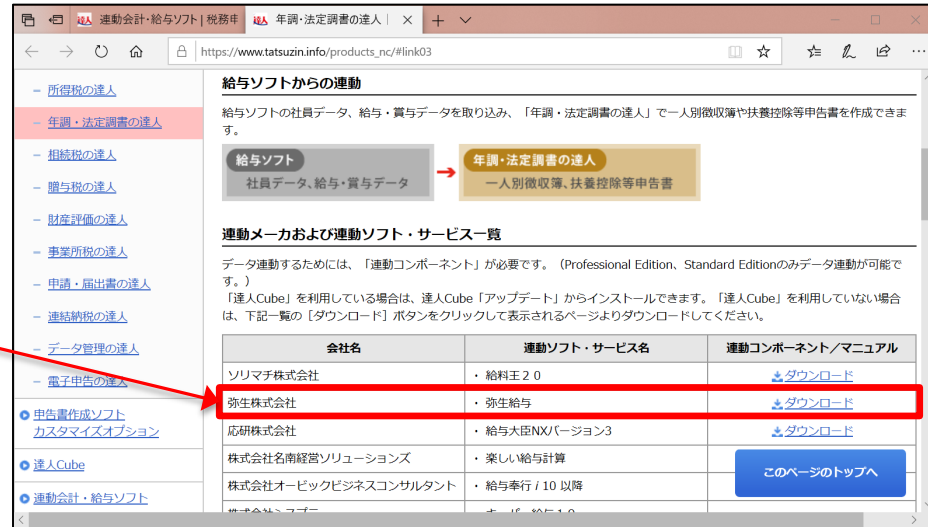 連動会計・給与ソフト | 税務申
年調・法定調書の達人 |
https://www.tatsuzin.info/products_nc/#link03
所得税の達人
年調・法定調書の達人
相続税の達人
贈与税の達人
財産評価の達人
事業所税の達人
申請・届出書の達人
連結納税の達人
データ管理の達人
電子申告の達人
申告書作成ソフト
カスタマイズオプション
達人Cube
連動会計・給与ソフト
給与ソフトからの連動
給与ソフトの社員データ、給与・賞与データを取り込み、「年調・法定調書の達人」で一人別徴収簿や扶養控除等申告書を作成できま
す。
給与ソフト
社員データ、給与・賞与データ
年調・法定調書の達人
一人別徴収簿、扶養控除等申告書
連動メーカおよび連動ソフト・サービス一覧
データ連動するためには、「連動コンポーネント」が必要です。（Professional Edition、Standard Editionのみデータ連動が可能で
す。）
「達人Cube」を利用している場合は、達人Cube「アップデート」からインストールできます。「達人Cube」を利用していない場合
は、下記一覧の［ダウンロード］ボタンをクリックして表示されるページよりダウンロードしてください。
会社名 連動ソフト・サービス名 連動コンポーネント／マニュアル
ソリマチ株式会社 ・ 給料王２０ ダウンロード
弥生株式会社 ・ 弥生給与 ダウンロード
応研株式会社 ・ 給与大臣NXバージョン3 ダウンロード
株式会社名南経営ソリューションズ ・ 楽しい給与計算
株式会社オービックビジネスコンサルタント ・ 給与奉行 i 10 以降
このページのトップへ